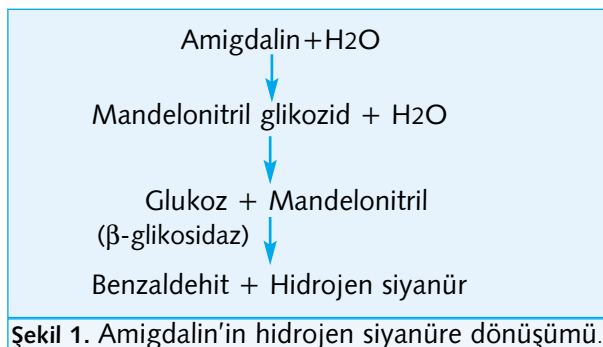 Amigdalin+H2O
Mandelonitril glikozid + H2O
Glukoz + Mandelonitril
(β-glikosidaz)
Benzaldehit + Hidrojen siyanür
Şekil 1. Amigdalin'in hidrojen siyanüre dönüşümü.